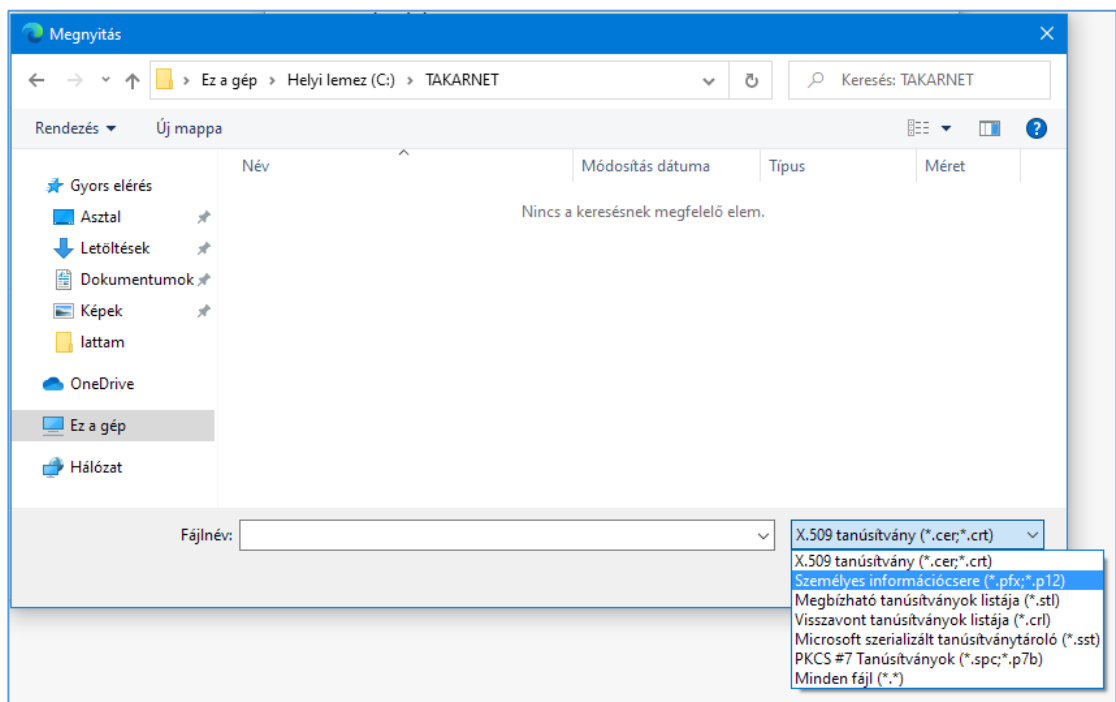 Megnyitás
Ez a gép > Helyi lemez (C:) > TAKARNET
Keresés: TAKARNET
Rendezés Új mappa
Név Módosítás dátuma Típus Méret
Nincs a keresésnek megfelelő elem.
Gyors elérés
Asztal
Letöltések
Dokumentumok
Képek
lattam
OneDrive
Ez a gép
Hálózat
Fájlnév: X.509 tanúsítvány (*.cer;*.crt)
X.509 tanúsítvány (*.cer;*.crt)
Személyes információcsere (*.pfx;*.p12)
Megbízható tanúsítványok listája (*.stl)
Visszavont tanúsítványok listája (*.crl)
Microsoft szerializált tanúsítványtároló (*.sst)
PKCS #7 Tanúsítványok (*.spc;*.p7b)
Minden fájl (*.*)